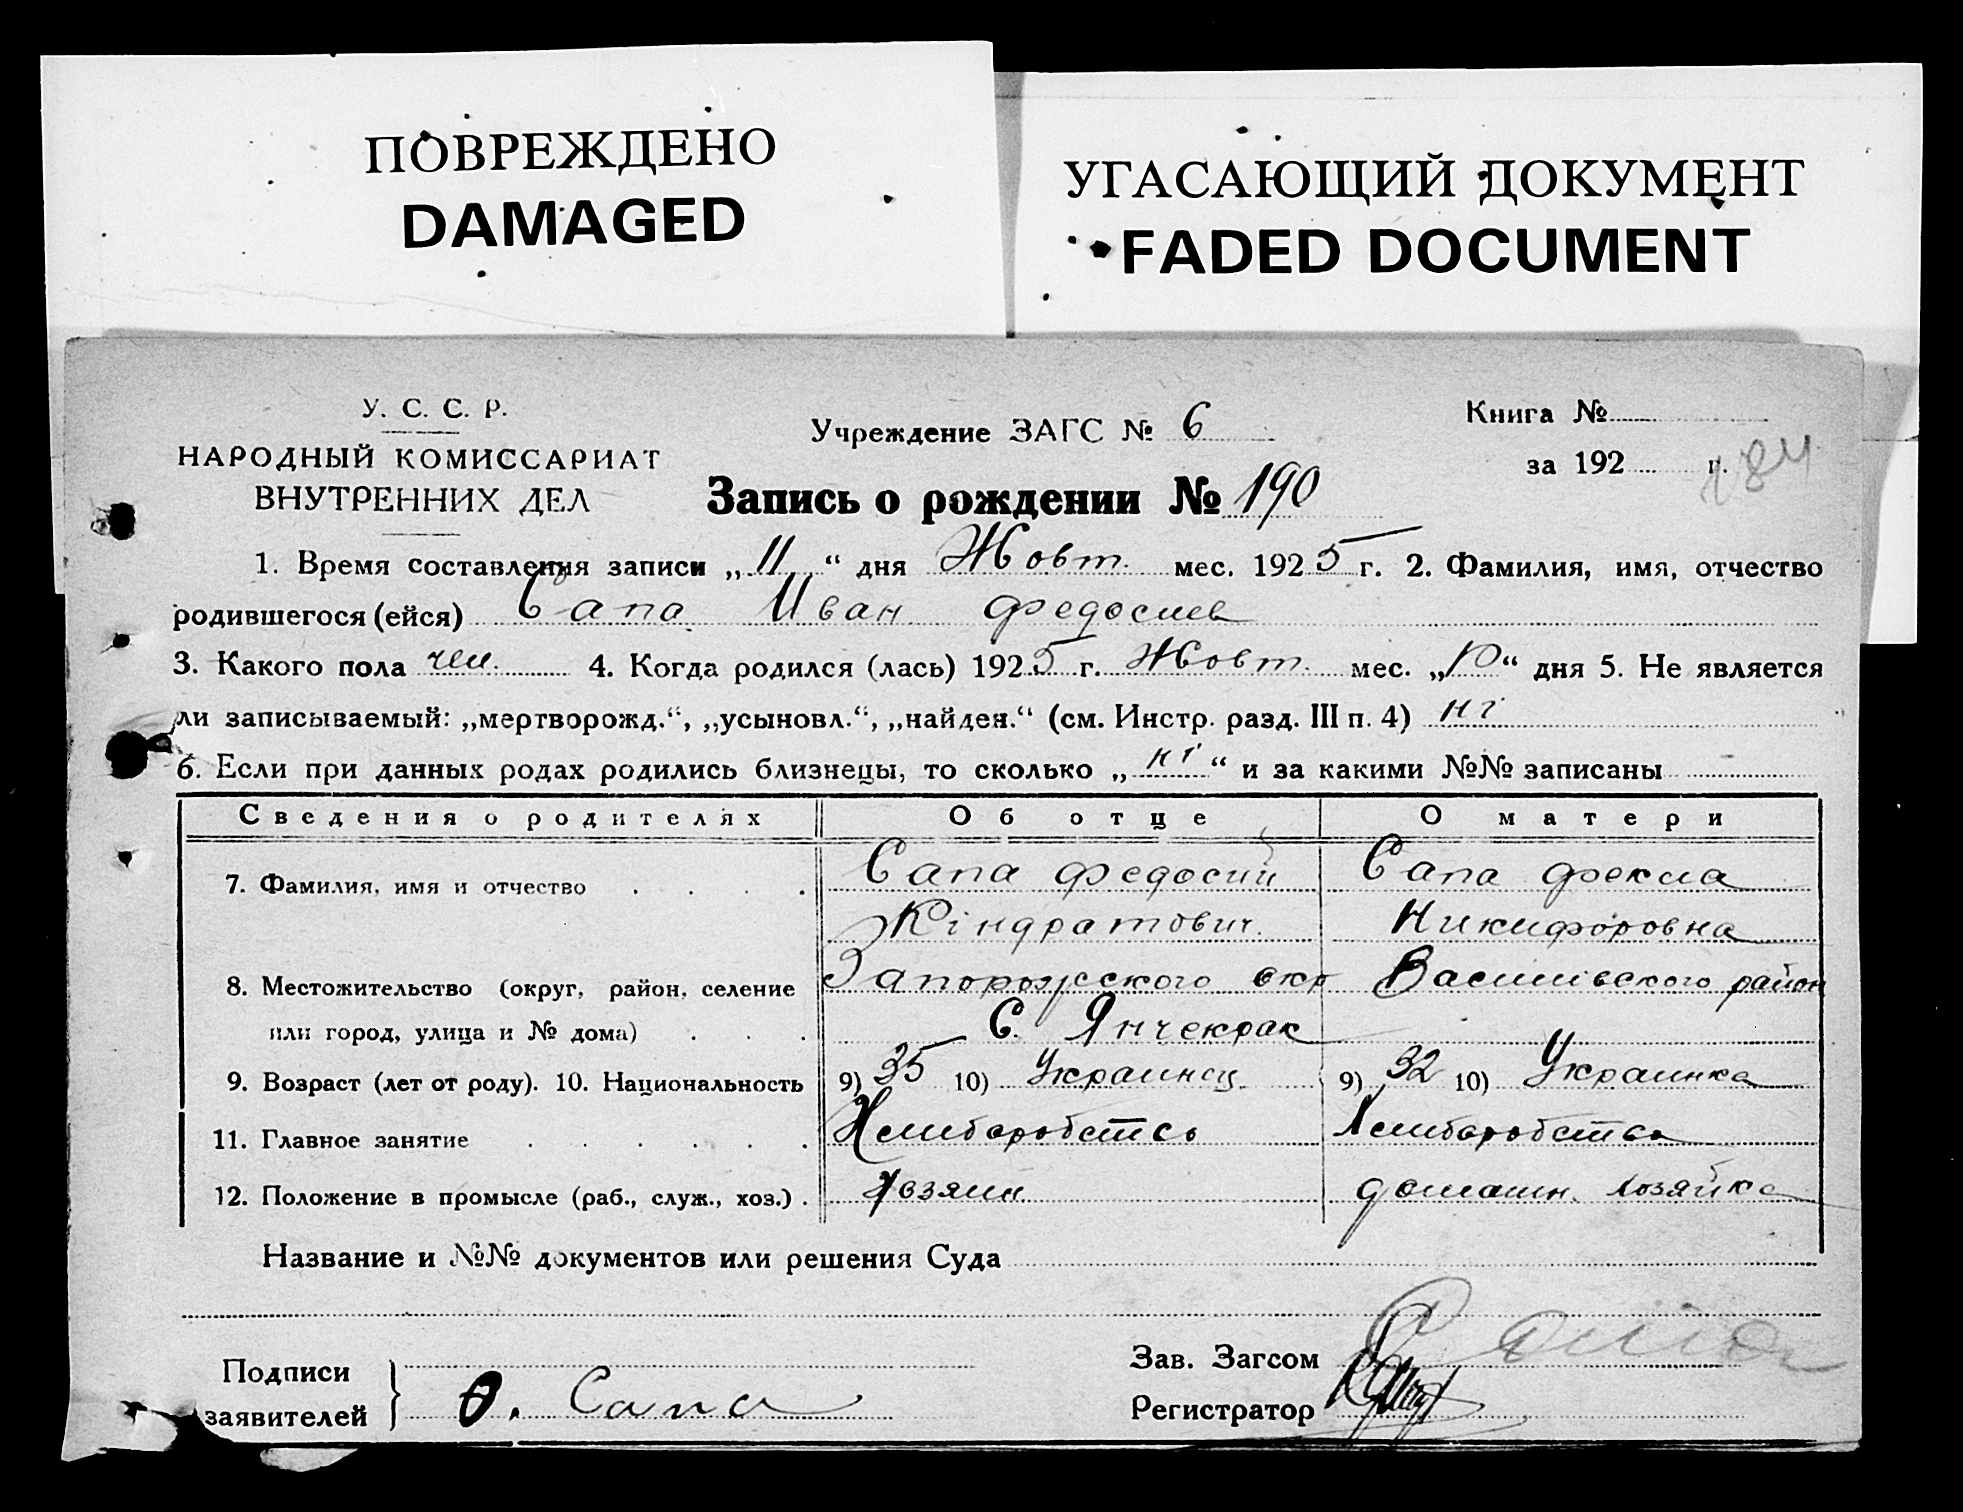 ПОВРЕЖДЕНО
DAMAGED
УГАСАЮЩИЙ ДОКУМЕНТ
FADED DOCUMENT
У. С. С. Р.
НАРОДНЫЙ КОМИССАРИАТ
ВНУТРЕННИХ ДЕЛ
Учреждение ЗАГС № 6
Книга №
за 192 г.
184
Запись о рождении № 190
1. Время составления записи „11“ дня Жовт. мес. 1925 г. 2. Фамилия, имя, отчество
родившегося (ейся) Сапа Иван Федосиев
3. Какого пола чел. 4. Когда родился (лась) 1925 г. Жовт. мес. „10“ дня 5. Не является
ли записываемый: „мертворожд.“, „усыновл.“, „найден.“ (см. Инстр. разд. III п. 4) ні
6. Если при данных родах родились близнецы, то сколько „ні“ и за какими №№ записаны
Сведения о родителях Об отце О матери
7. Фамилия, имя и отчество Сапа Федосий Сапа Фекла
Кіндратович Никифоровна
8. Местожительство (округ, район, селение Запорожского окр Василівского район
или город, улица и № дома) С. Янчекрак
9. Возраст (лет от роду). 10. Национальность 9) 35 10) Украинец 9) 32 10) Украинка
11. Главное занятие Хлиборобство Хлиборобство
12. Положение в промысле (раб., служ., хоз.) Хозяин домашн. хозяйка
Название и №№ документов или решения Суда
Подписи
заявителей Ф. Сапа
Зав. Загсом
Регистратор